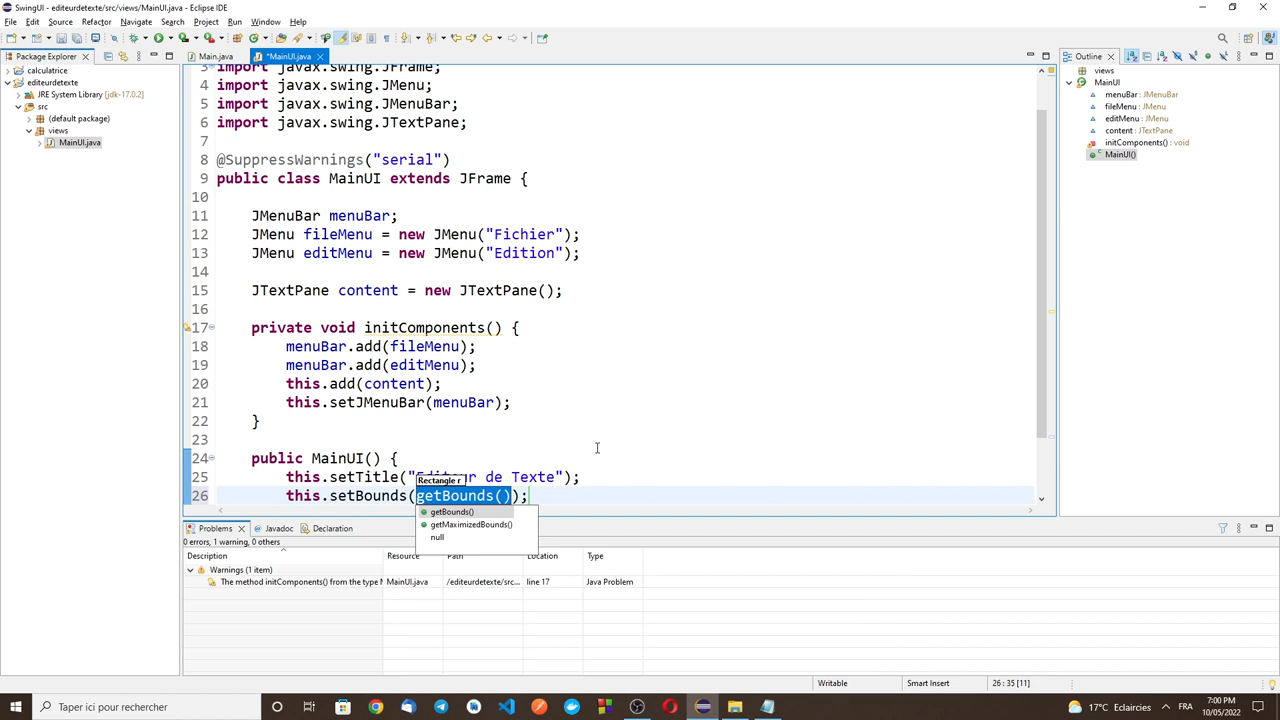 SwingUI - editeurdetexte/src/views/MainUI.java - Eclipse IDE
File Edit Source Refactor Navigate Search Project Run Window Help
Package Explorer
Main.java
*MainUI.java
Outline
calculatrice
editeurdetexte
JRE System Library [jdk-17.0.2]
src
(default package)
views
MainUI.java
3 import javax.swing.JFrame;
4 import javax.swing.JMenu;
5 import javax.swing.JMenuBar;
6 import javax.swing.JTextPane;
7
8 @SuppressWarnings("serial")
9 public class MainUI extends JFrame {
10
11 JMenuBar menuBar;
12 JMenu fileMenu = new JMenu("Fichier");
13 JMenu editMenu = new JMenu("Edition");
14
15 JTextPane content = new JTextPane();
16
17 private void initComponents() {
18 menuBar.add(fileMenu);
19 menuBar.add(editMenu);
20 this.add(content);
21 this.setJMenuBar(menuBar);
22 }
23
24 public MainUI() {
25 this.setTitle("Editeur de Texte");
Rectangle r
26 this.setBounds(getBounds());
getBounds()
getMaximizedBounds()
null
views
MainUI
menuBar : JMenuBar
fileMenu : JMenu
editMenu : JMenu
content : JTextPane
initComponents() : void
MainUI()
Problems Javadoc Declaration
0 errors, 1 warning, 0 others
Description Resource Path Location Type
Warnings (1 item)
The method initComponents() from the type M MainUI.java /editeurdetexte/src... line 17 Java Problem
Writable Smart Insert 26 : 35 [11]
Taper ici pour rechercher
17°C Eclaircies FRA 7:00 PM
10/05/2022